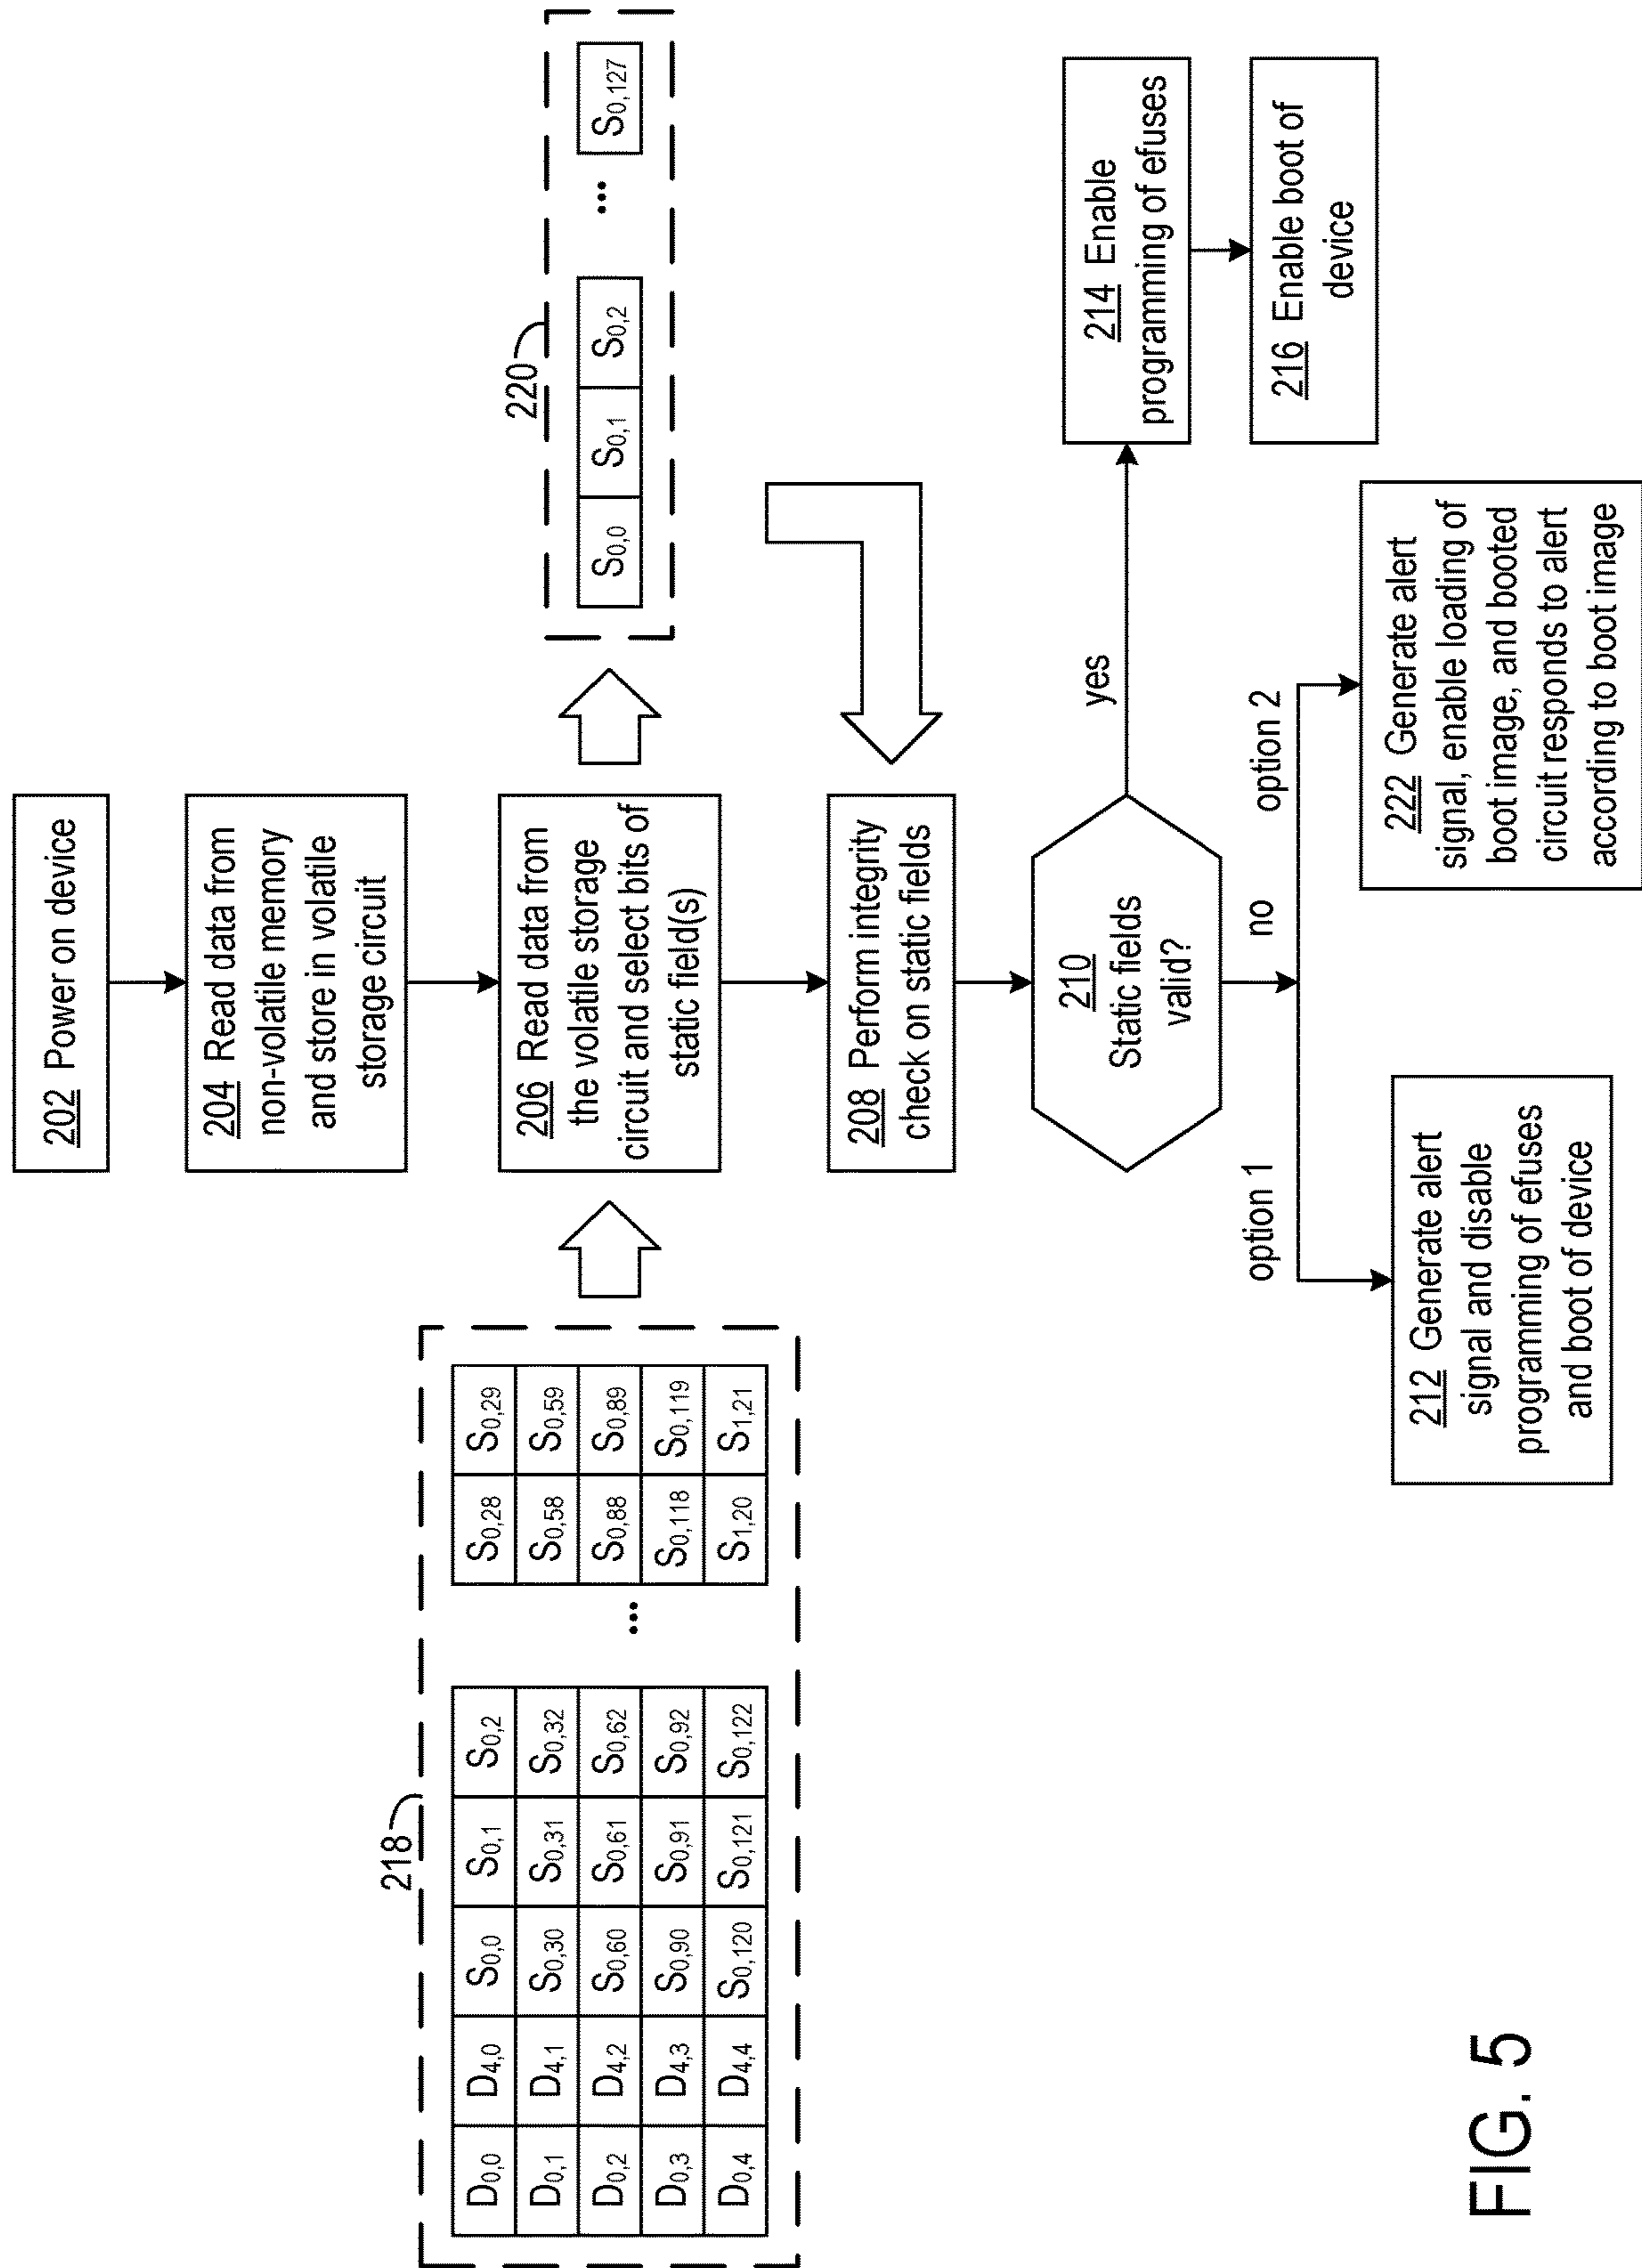 202 Power on device
204 Read data from
non-volatile memory
and store in volatile
storage circuit
218
D0,0 D4,0 S0,0 S0,1 S0,2 ... S0,28 S0,29
D0,1 D4,1 S0,30 S0,31 S0,32 S0,58 S0,59
D0,2 D4,2 S0,60 S0,61 S0,62 S0,88 S0,89
D0,3 D4,3 S0,90 S0,91 S0,92 S0,118 S0,119
D0,4 D4,4 S0,120 S0,121 S0,122 S1,20 S1,21
206 Read data from
the volatile storage
circuit and select bits of
static field(s)
220
S0,0 S0,1 S0,2 ... S0,127
208 Perform integrity
check on static fields
210
Static fields
valid?
yes
no
option 1
option 2
214 Enable
programming of efuses
216 Enable boot of
device
212 Generate alert
signal and disable
programming of efuses
and boot of device
222 Generate alert
signal, enable loading of
boot image, and booted
circuit responds to alert
according to boot image
FIG. 5